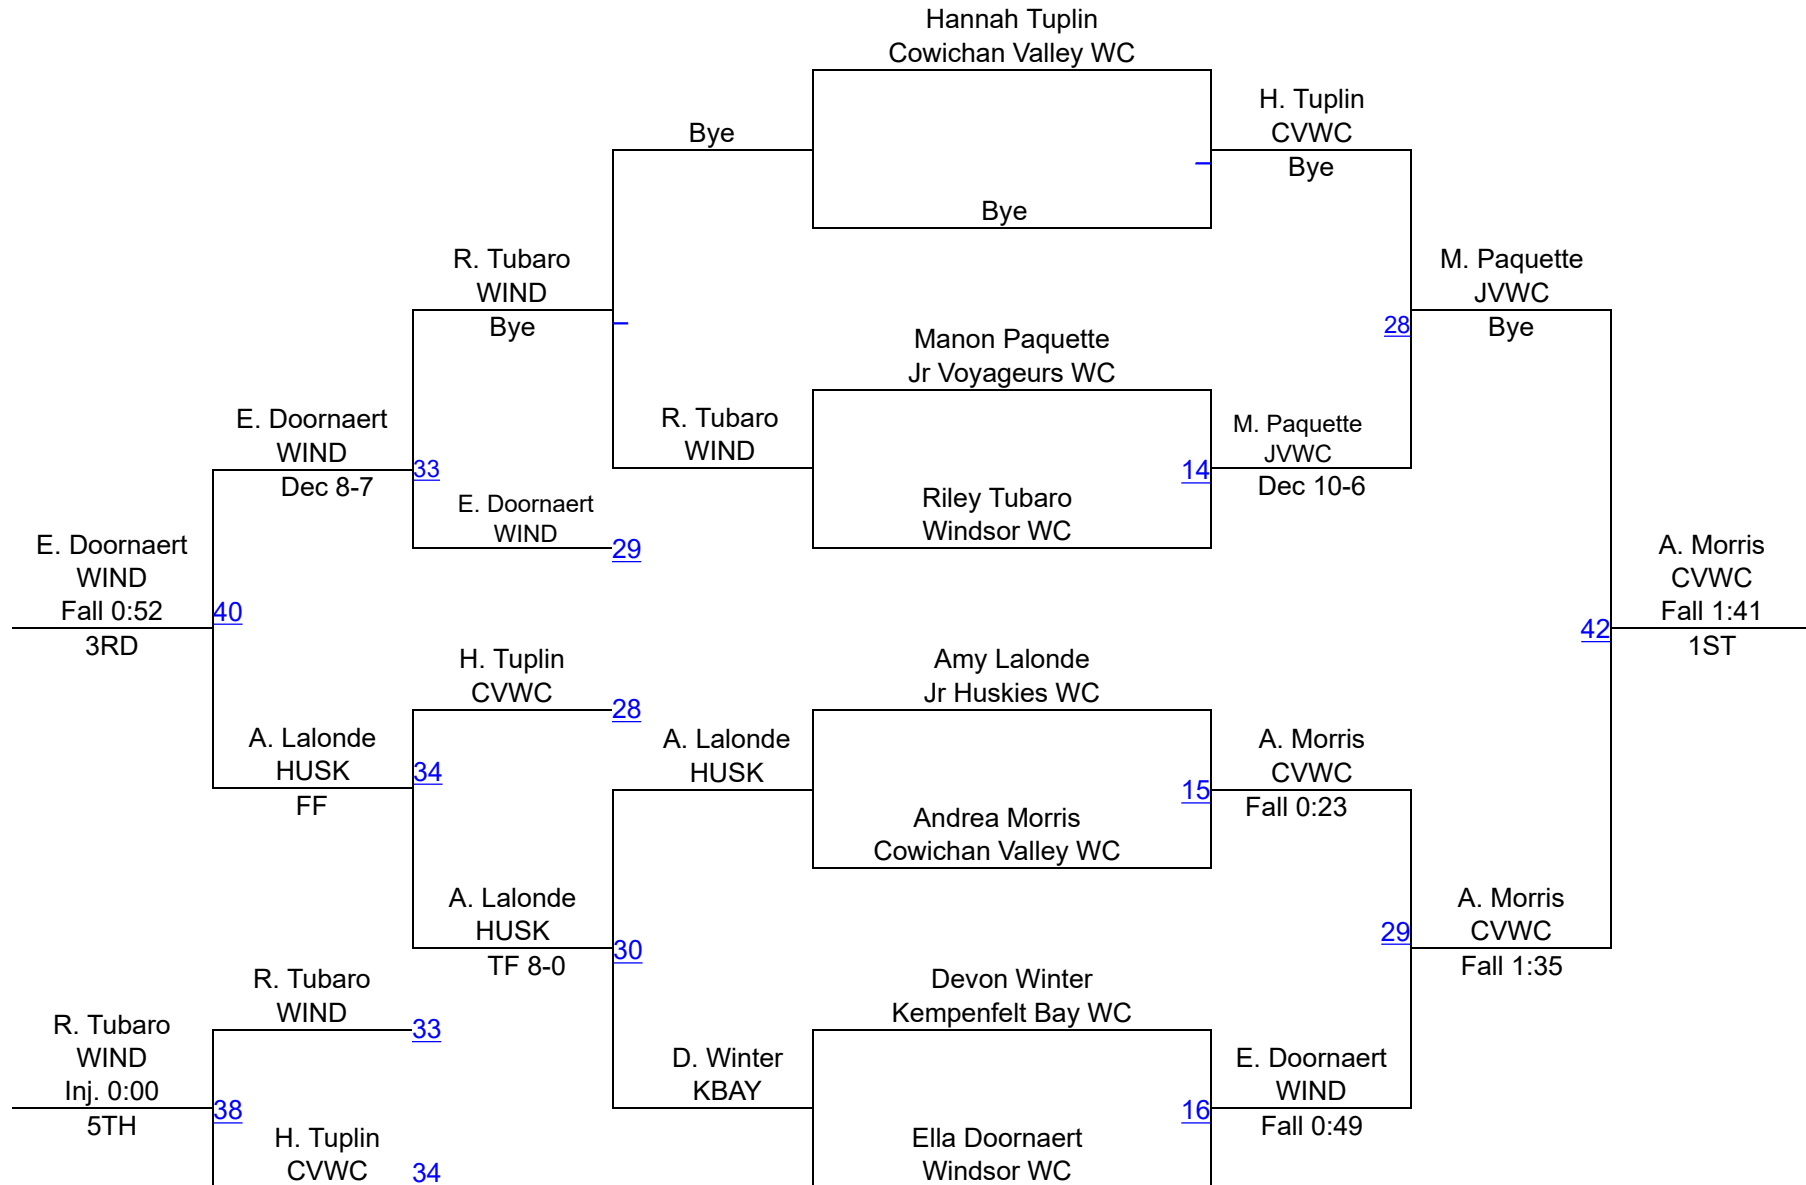 Hannah Tuplin
Cowichan Valley WC
H. Tuplin
CVWC
Bye
Bye
Bye
R. Tubaro
WIND
Bye
M. Paquette
JVWC
Bye
28
Manon Paquette
Jr Voyageurs WC
E. Doornaert
WIND
Dec 8-7
33
R. Tubaro
WIND
M. Paquette
JVWC
Dec 10-6
14
E. Doornaert
WIND
29
Riley Tubaro
Windsor WC
E. Doornaert
WIND
Fall 0:52
3RD
40
A. Morris
CVWC
Fall 1:41
1ST
42
H. Tuplin
CVWC
28
Amy Lalonde
Jr Huskies WC
A. Lalonde
HUSK
FF
34
A. Lalonde
HUSK
A. Morris
CVWC
Fall 0:23
15
Andrea Morris
Cowichan Valley WC
A. Lalonde
HUSK
TF 8-0
30
A. Morris
CVWC
Fall 1:35
29
R. Tubaro
WIND
33
Devon Winter
Kempenfelt Bay WC
R. Tubaro
WIND
Inj. 0:00
5TH
38
D. Winter
KBAY
E. Doornaert
WIND
Fall 0:49
16
H. Tuplin
CVWC
34
Ella Doornaert
Windsor WC